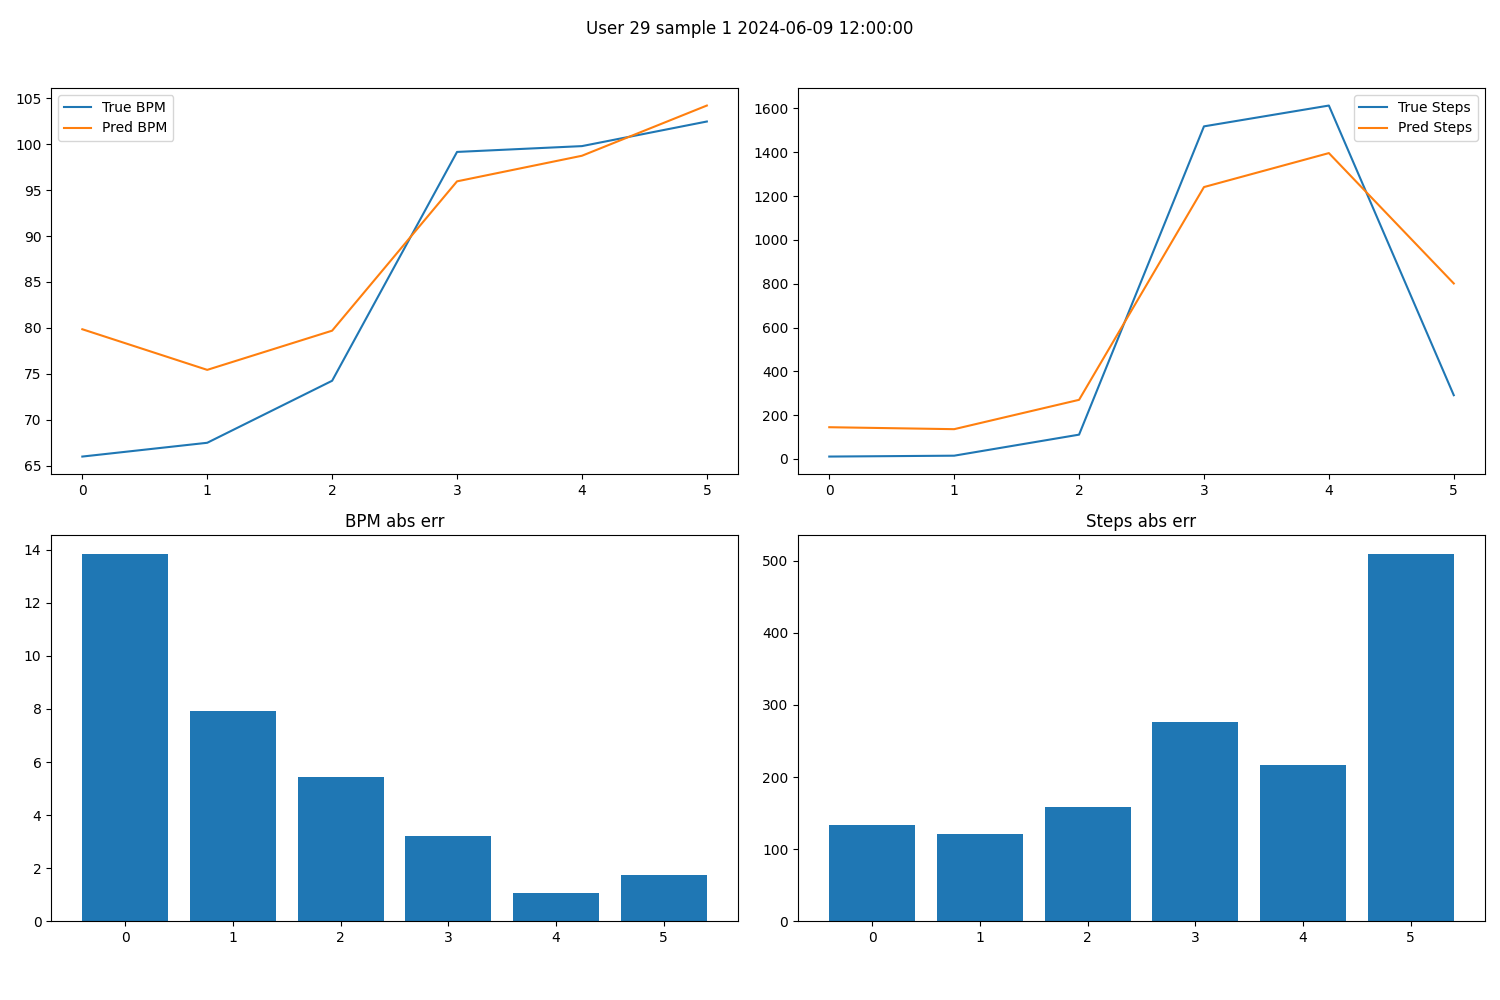 User 29 sample 1 2024-06-09 12:00:00
True BPM
Pred BPM
105
100
95
90
85
80
75
70
65
0 1 2 3 4 5
True Steps
Pred Steps
1600
1400
1200
1000
800
600
400
200
0
0 1 2 3 4 5
BPM abs err
14
12
10
8
6
4
2
0
0 1 2 3 4 5
Steps abs err
500
400
300
200
100
0
0 1 2 3 4 5